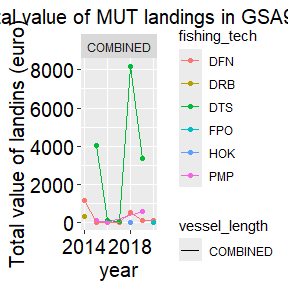 al value of MUT landings in GSA9
COMBINED
Total value of landins (euro
8000
6000
4000
2000
0
2014 2018
year
fishing_tech
DFN
DRB
DTS
FPO
HOK
PMP
vessel_length
COMBINED